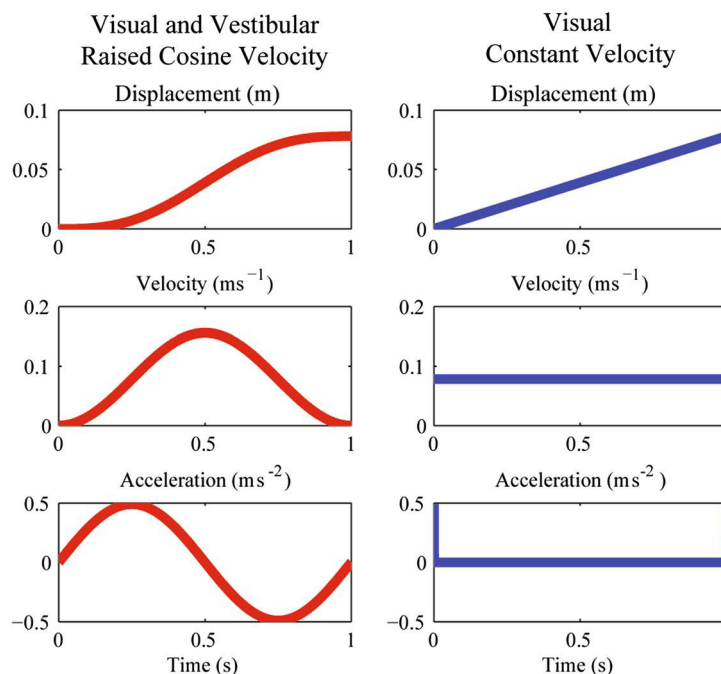 Visual and Vestibular
Raised Cosine Velocity
Visual
Constant Velocity
Displacement (m)
0.1
0.05
0
0
0.5
1
Displacement (m)
0.1
0.05
0
0
0.5
1
Velocity (ms⁻¹)
0.2
0.1
0
0
0.5
1
Velocity (ms⁻¹)
0.2
0.1
0
0
0.5
Acceleration (ms⁻²)
0.5
0
−0.5
0
0.5
1
Time (s)
Acceleration (ms⁻²)
0.5
0
−0.5
0
0.5
Time (s)